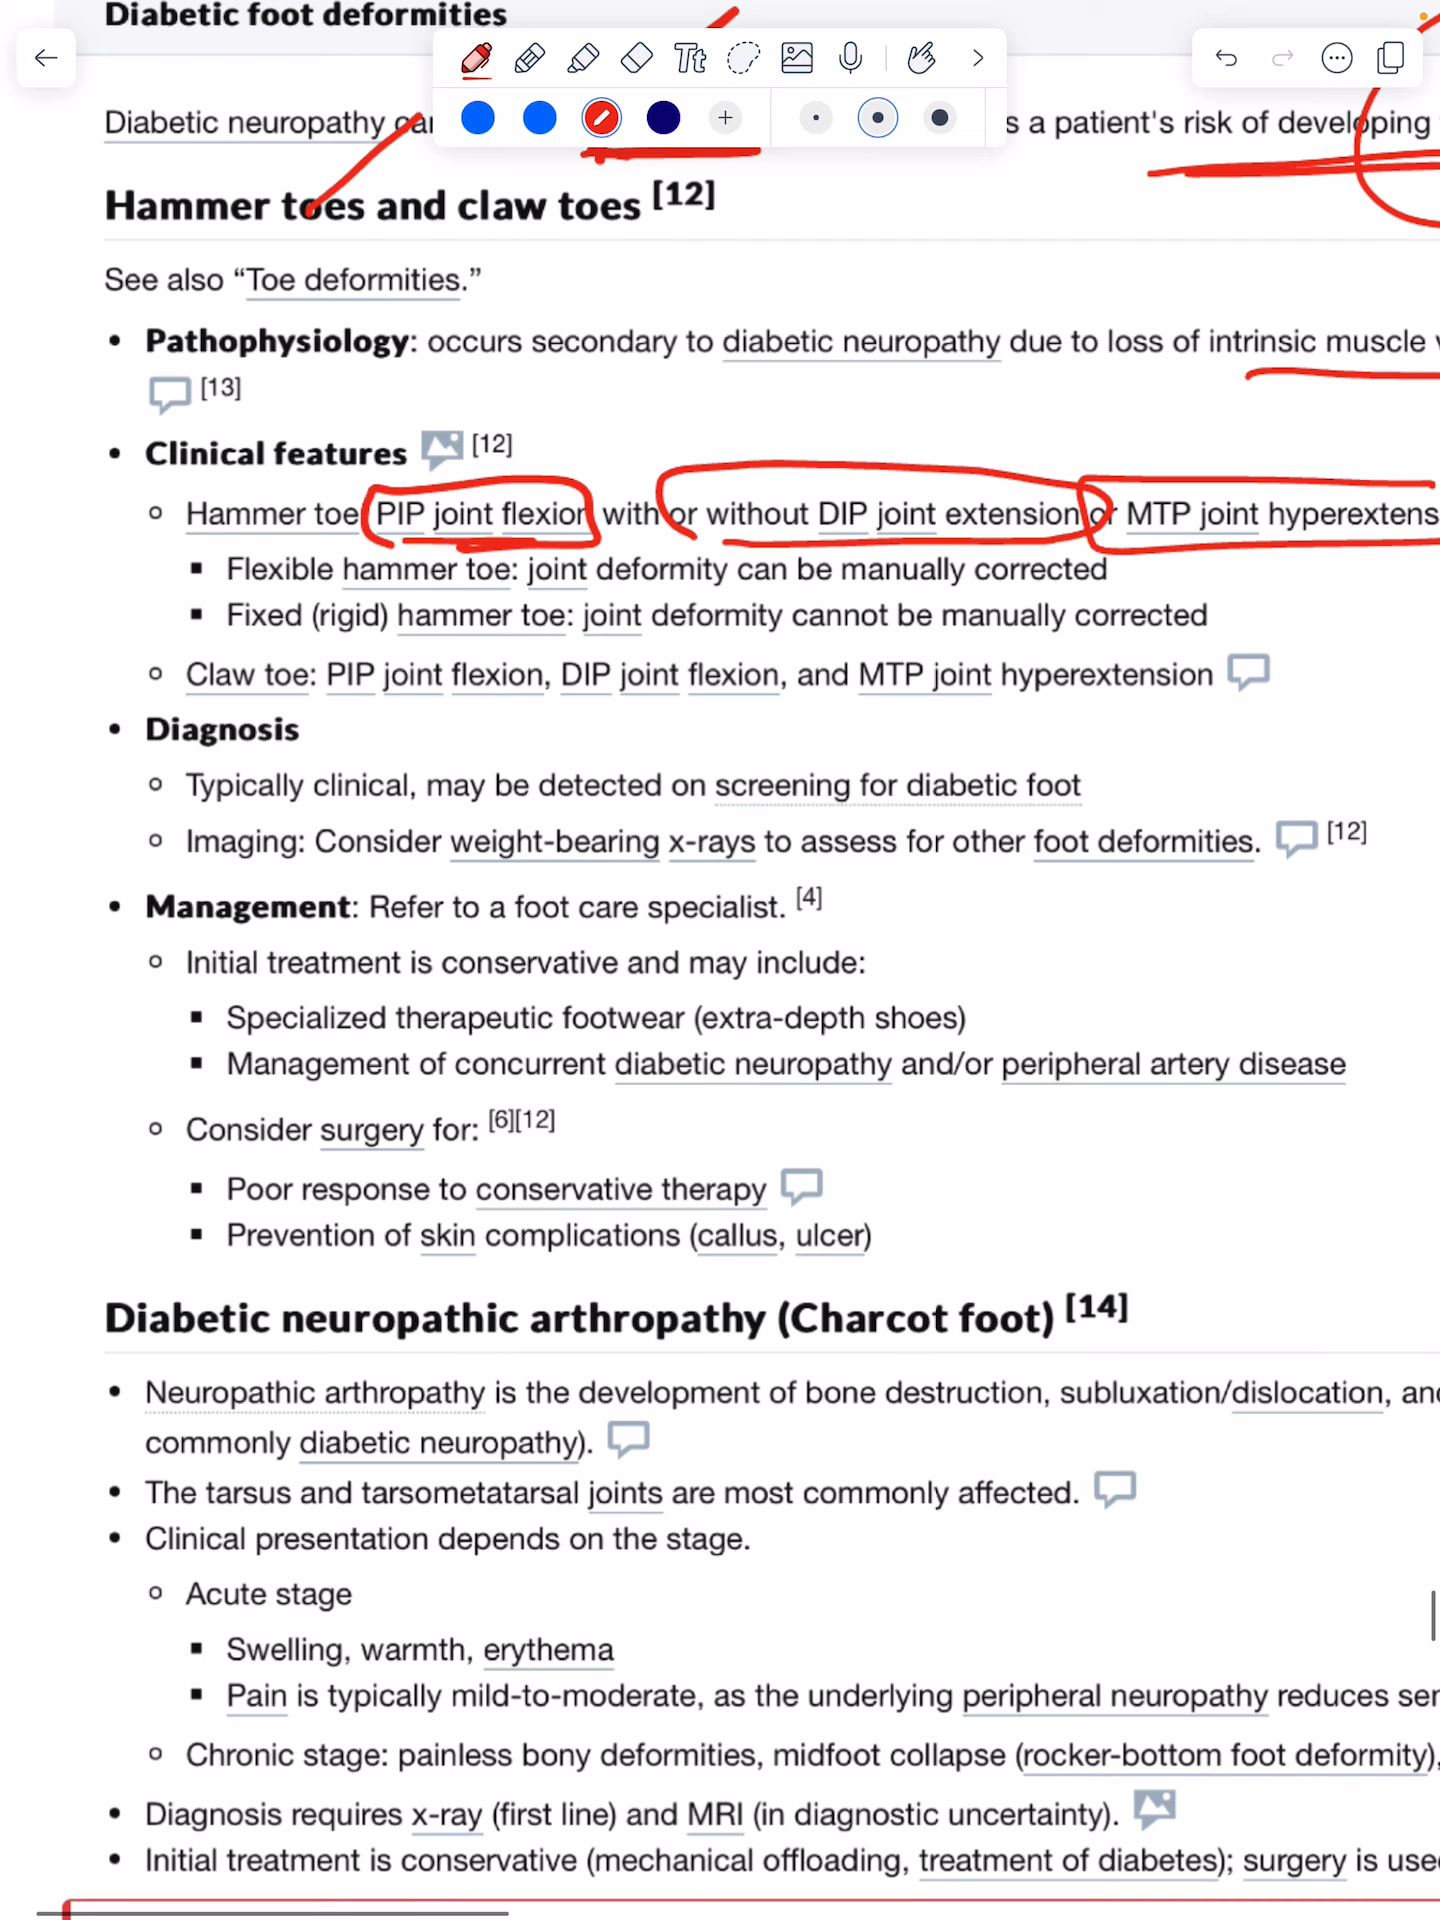 Diabetic foot deformities
Tt
Diabetic neuropathy s a patient's risk of developing
Hammer toes and claw toes [12]
See also “Toe deformities.”
• Pathophysiology: occurs secondary to diabetic neuropathy due to loss of intrinsic muscle
[13]
• Clinical features [12]
Hammer toe PIP joint flexion with or without DIP joint extension or MTP joint hyperextens
▪ Flexible hammer toe: joint deformity can be manually corrected
▪ Fixed (rigid) hammer toe: joint deformity cannot be manually corrected
Claw toe: PIP joint flexion, DIP joint flexion, and MTP joint hyperextension
• Diagnosis
Typically clinical, may be detected on screening for diabetic foot
Imaging: Consider weight-bearing x-rays to assess for other foot deformities. [12]
• Management: Refer to a foot care specialist. [4]
Initial treatment is conservative and may include:
▪ Specialized therapeutic footwear (extra-depth shoes)
▪ Management of concurrent diabetic neuropathy and/or peripheral artery disease
Consider surgery for: [6][12]
▪ Poor response to conservative therapy
▪ Prevention of skin complications (callus, ulcer)
Diabetic neuropathic arthropathy (Charcot foot) [14]
• Neuropathic arthropathy is the development of bone destruction, subluxation/dislocation, and
commonly diabetic neuropathy).
• The tarsus and tarsometatarsal joints are most commonly affected.
• Clinical presentation depends on the stage.
Acute stage
▪ Swelling, warmth, erythema
▪ Pain is typically mild-to-moderate, as the underlying peripheral neuropathy reduces sen
Chronic stage: painless bony deformities, midfoot collapse (rocker-bottom foot deformity),
• Diagnosis requires x-ray (first line) and MRI (in diagnostic uncertainty).
• Initial treatment is conservative (mechanical offloading, treatment of diabetes); surgery is used